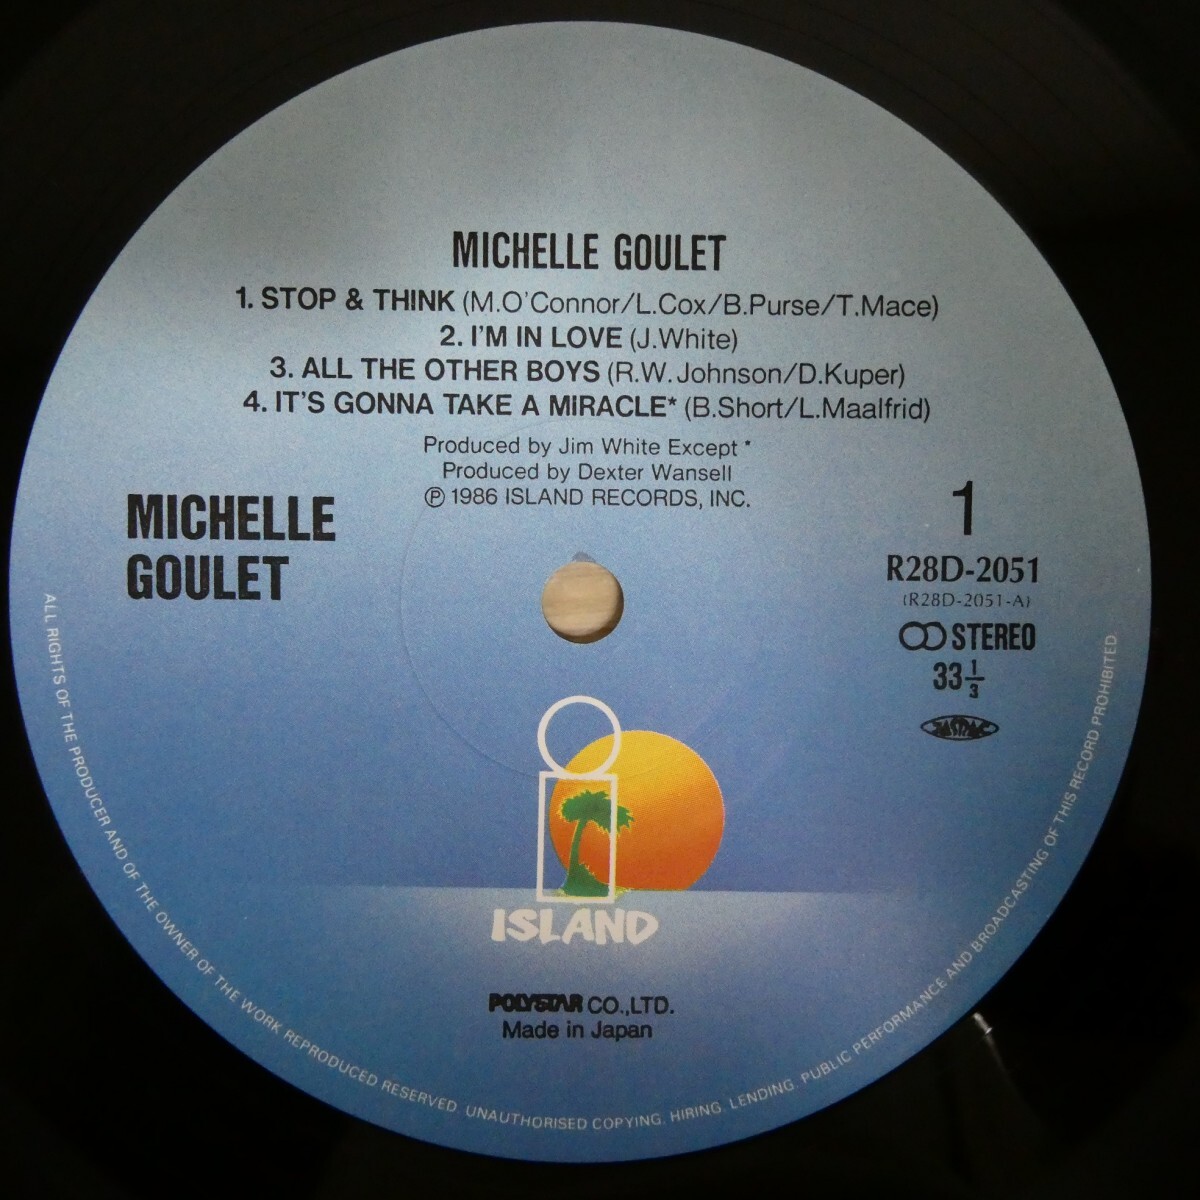 MICHELLE GOULET
1. STOP & THINK (M.O'Connor/L.Cox/B.Purse/T.Mace)
2. I'M IN LOVE (J.White)
3. ALL THE OTHER BOYS (R.W.Johnson/D.Kuper)
4. IT'S GONNA TAKE A MIRACLE* (B.Short/L.Maalfrid)
Produced by Jim White Except *
Produced by Dexter Wansell
℗ 1986 ISLAND RECORDS, INC.
MICHELLE
GOULET
1
R28D-2051
(R28D-2051-A)
STEREO
33 1/3
JASRAC
ISLAND
POLYSTAR CO.,LTD.
Made in Japan
ALL RIGHTS OF THE PRODUCER AND OF THE OWNER OF THE WORK REPRODUCED RESERVED. UNAUTHORISED COPYING. HIRING. LENDING. PUBLIC PERFORMANCE AND BROADCASTING OF THIS RECORD PROHIBITED.